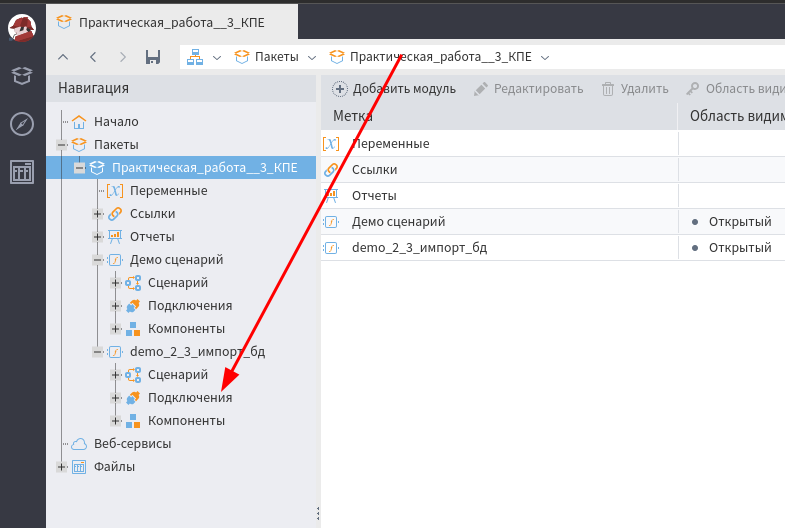 Практическая_работа__3_КПЕ
Пакеты
Практическая_работа__3_КПЕ
Навигация
Добавить модуль
Редактировать
Удалить
Область види
Метка
Область видим
Начало
Пакеты
Практическая_работа__3_КПЕ
Переменные
Ссылки
Отчеты
Демо сценарий
Сценарий
Подключения
Компоненты
demo_2_3_импорт_бд
Сценарий
Подключения
Компоненты
Веб-сервисы
Файлы
Переменные
Ссылки
Отчеты
Демо сценарий
Открытый
demo_2_3_импорт_бд
Открытый